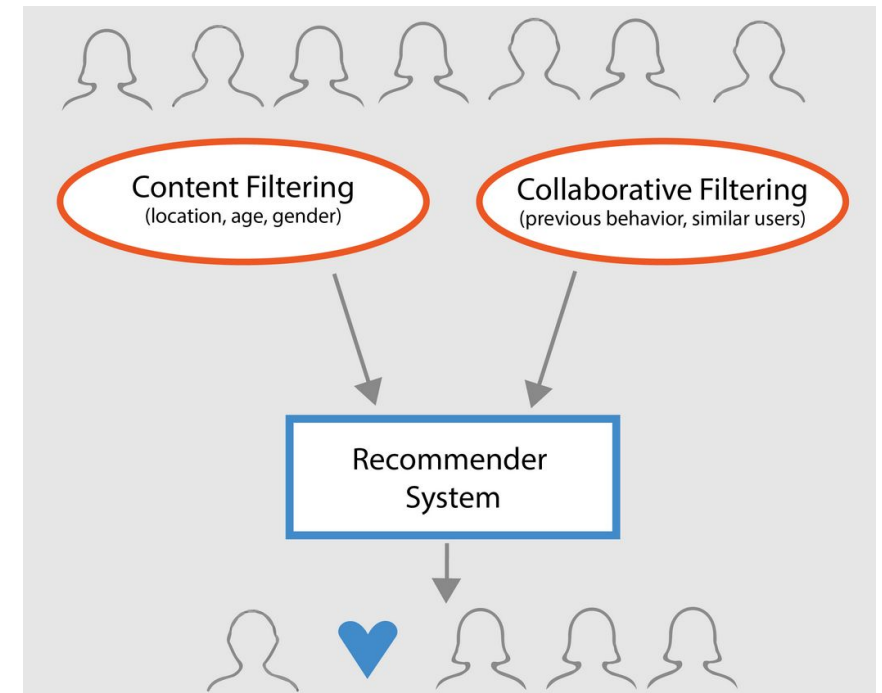 Content Filtering
(location, age, gender)
Collaborative Filtering
(previous behavior, similar users)
Recommender
System